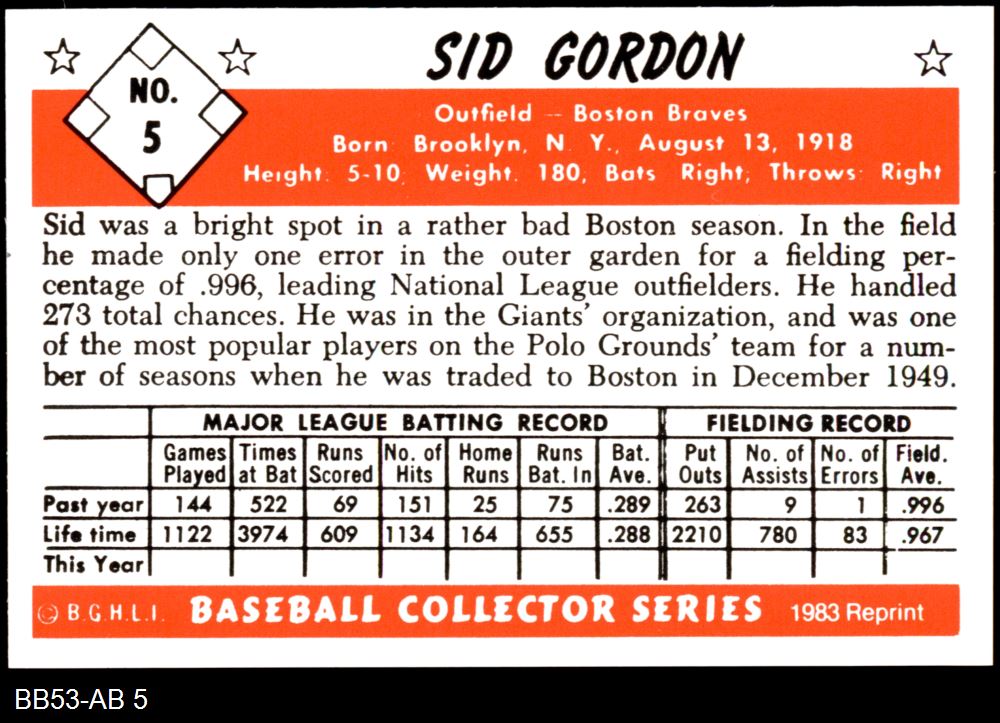 SID GORDON
NO.
5
Outfield — Boston Braves
Born Brooklyn, N. Y., August 13, 1918
Height. 5-10, Weight. 180, Bats Right, Throws: Right
Sid was a bright spot in a rather bad Boston season. In the field
he made only one error in the outer garden for a fielding per-
centage of .996, leading National League outfielders. He handled
273 total chances. He was in the Giants' organization, and was one
of the most popular players on the Polo Grounds' team for a num-
ber of seasons when he was traded to Boston in December 1949.
MAJOR LEAGUE BATTING RECORD FIELDING RECORD
Games Times Runs No. of Home Runs Bat. Put No. of No. of Field.
Played at Bat Scored Hits Runs Bat. In Ave. Outs Assists Errors Ave.
Past year 144 522 69 151 25 75 .289 263 9 1 .996
Life time 1122 3974 609 1134 164 655 .288 2210 780 83 .967
This Year
© B.G.H.L.I. BASEBALL COLLECTOR SERIES 1983 Reprint
BB53-AB 5